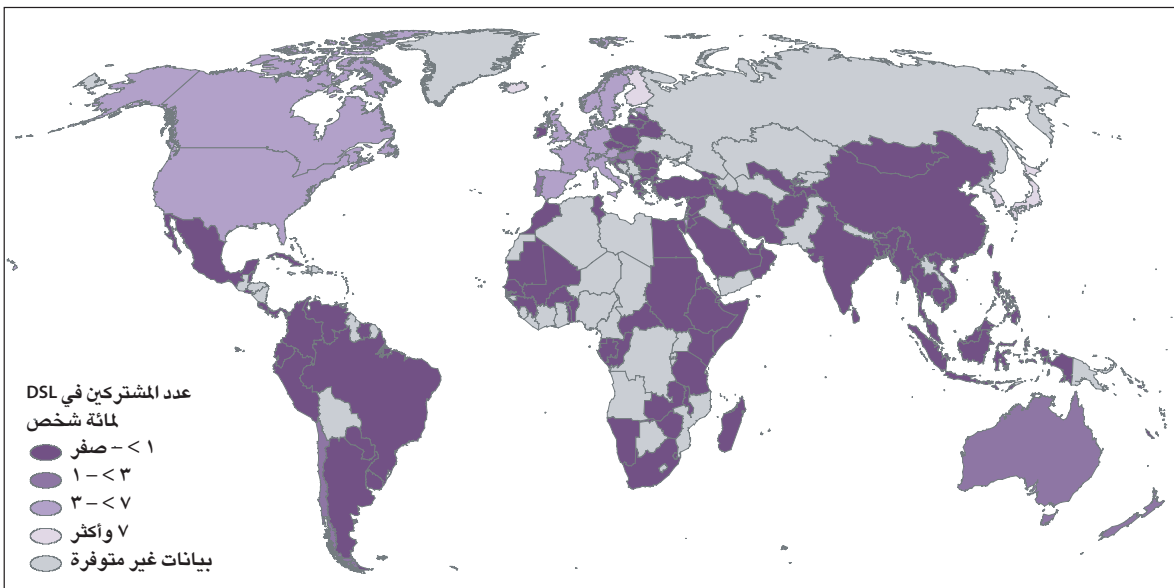 عدد المشتركين في DSL
لمائة شخص
صفر – < ١
١ – < ٣
٣ – < ٧
٧ وأكثر
بيانات غير متوفرة